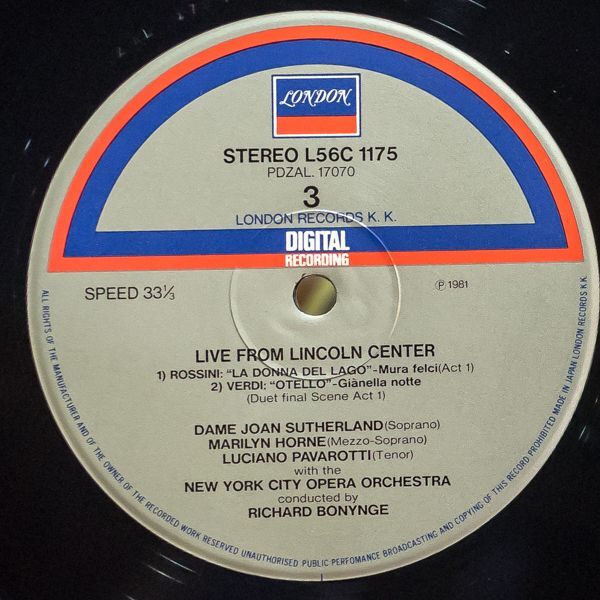 LONDON
STEREO L56C 1175
PDZAL. 17070
3
LONDON RECORDS K. K.
DIGITAL
RECORDING
SPEED 33⅓
Ⓟ 1981
LIVE FROM LINCOLN CENTER
1) ROSSINI: “LA DONNA DEL LAGO”-Mura felci(Act 1)
2) VERDI: “OTELLO”-Giànella notte
(Duet final Scene Act 1)
DAME JOAN SUTHERLAND(Soprano)
MARILYN HORNE(Mezzo-Soprano)
LUCIANO PAVAROTTI(Tenor)
with the
NEW YORK CITY OPERA ORCHESTRA
conducted by
RICHARD BONYNGE
ALL RIGHTS OF THE MANUFACTURER AND OF THE OWNER OF THE RECORDED WORK RESERVED UNAUTHORISED PUBLIC PERFOMANCE BROADCASTING AND COPYING OF THIS RECORD PROHIBITED MADE IN JAPAN LONDON RECORDS K.K.